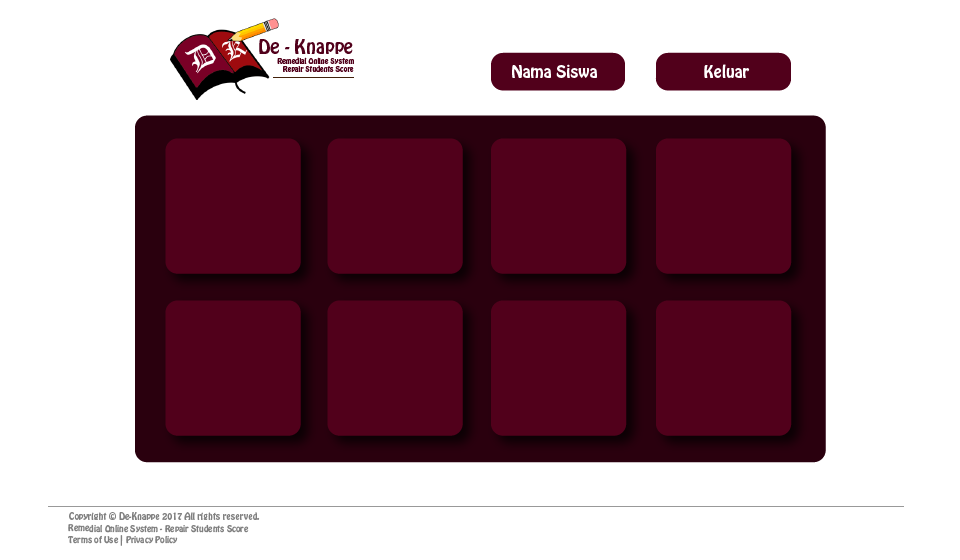 DK
De - Knappe
Remedial Online System
Repair Students Score
Nama Siswa
Keluar
Copyright © De-Knappe 2017 All rights reserved.
Remedial Online System - Repair Students Score
Terms of Use | Privacy Policy